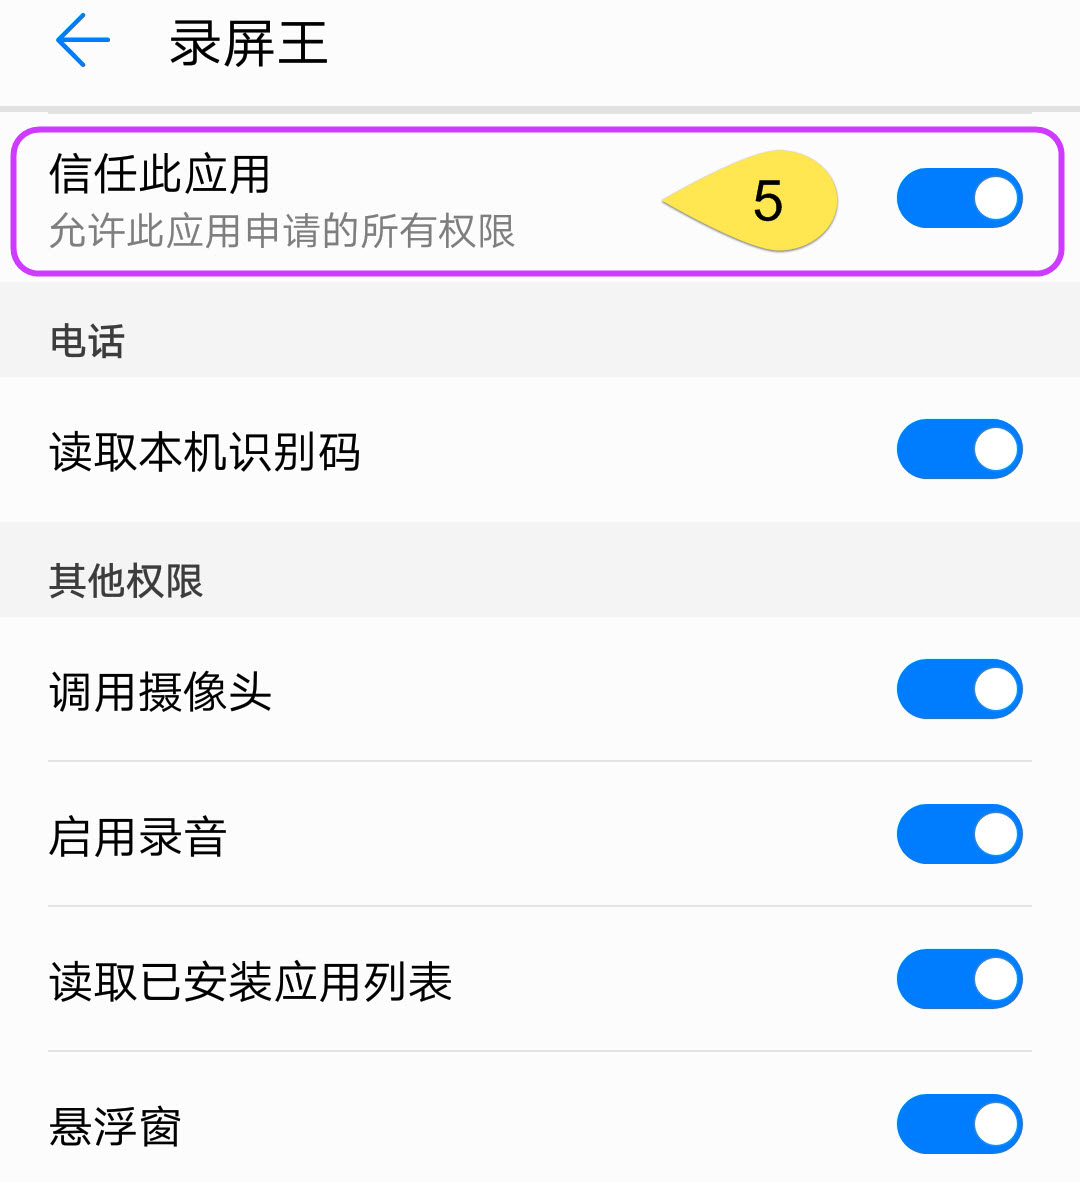 录屏王
信任此应用
允许此应用申请的所有权限
5
电话
读取本机识别码
其他权限
调用摄像头
启用录音
读取已安装应用列表
悬浮窗